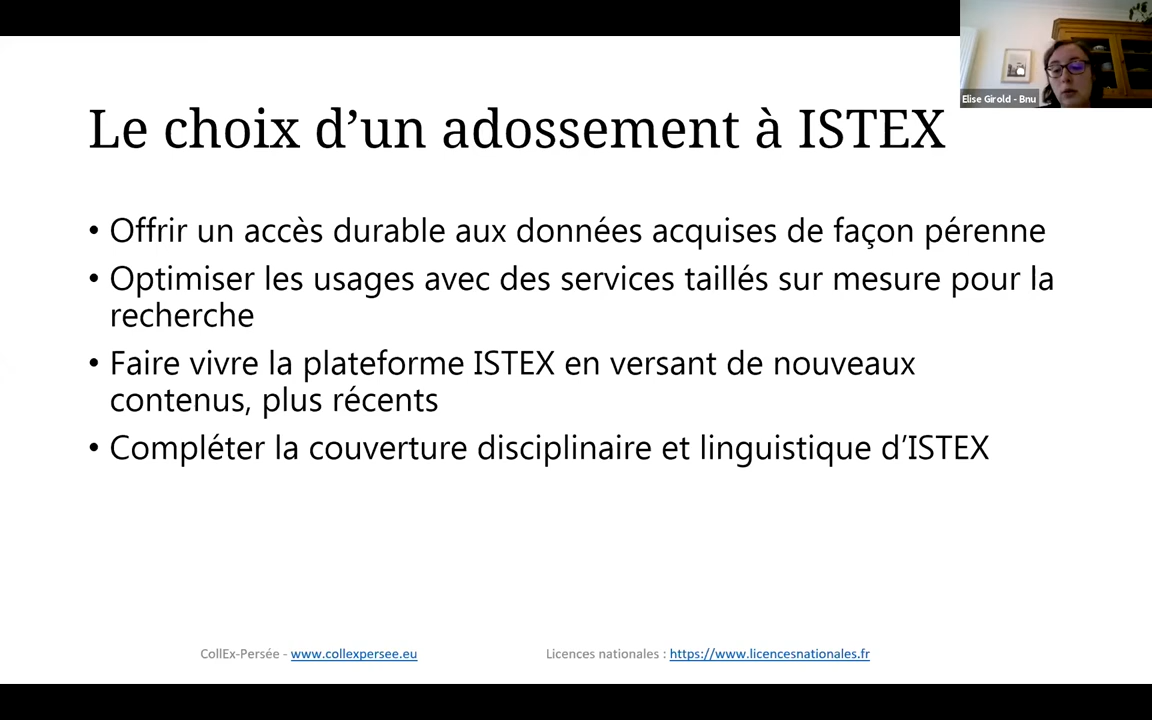 Elise Girold - Bnu
Le choix d’un adossement à ISTEX
• Offrir un accès durable aux données acquises de façon pérenne
• Optimiser les usages avec des services taillés sur mesure pour la
recherche
• Faire vivre la plateforme ISTEX en versant de nouveaux
contenus, plus récents
• Compléter la couverture disciplinaire et linguistique d’ISTEX
CollEx-Persée - www.collexpersee.eu
Licences nationales : https://www.licencesnationales.fr